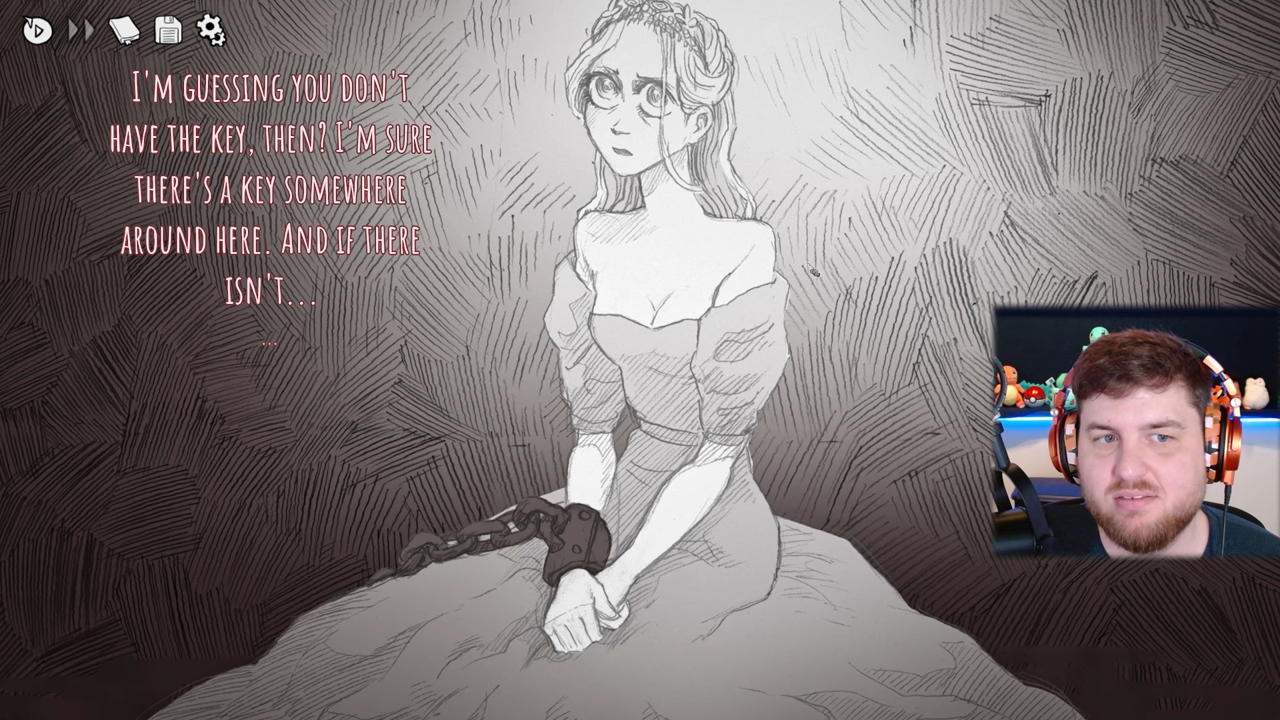 I'M GUESSING YOU DON'T
HAVE THE KEY, THEN? I'M SURE
THERE'S A KEY SOMEWHERE
AROUND HERE. AND IF THERE
ISN'T...
...